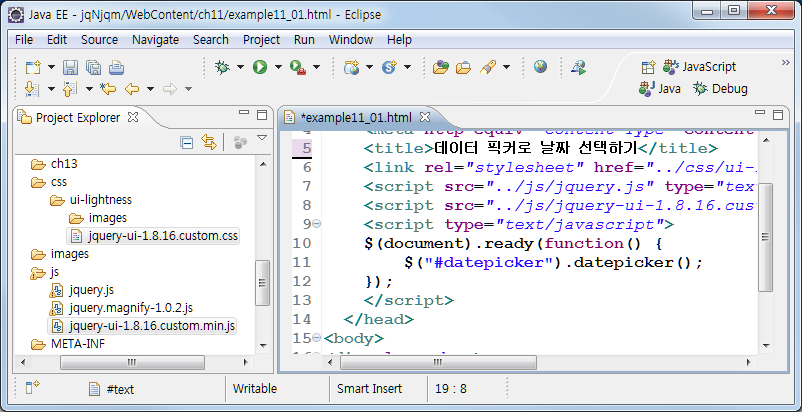 Java EE - jqNjqm/WebContent/ch11/example11_01.html - Eclipse
File Edit Source Navigate Search Project Run Window Help
JavaScript
Java Debug
Project Explorer
ch13
css
ui-lightness
images
jquery-ui-1.8.16.custom.css
images
js
jquery.js
jquery.magnify-1.0.2.js
jquery-ui-1.8.16.custom.min.js
META-INF
*example11_01.html
4 <meta http-equiv="Content-Type" content
5 <title>데이터 픽커로 날짜 선택하기</title>
6 <link rel="stylesheet" href="../css/ui-
7 <script src="../js/jquery.js" type="tex
8 <script src="../js/jquery-ui-1.8.16.cus
9 <script type="text/javascript">
10 $(document).ready(function() {
11 $("#datepicker").datepicker();
12 });
13 </script>
14 </head>
15 <body>
16
#text Writable Smart Insert 19 : 8